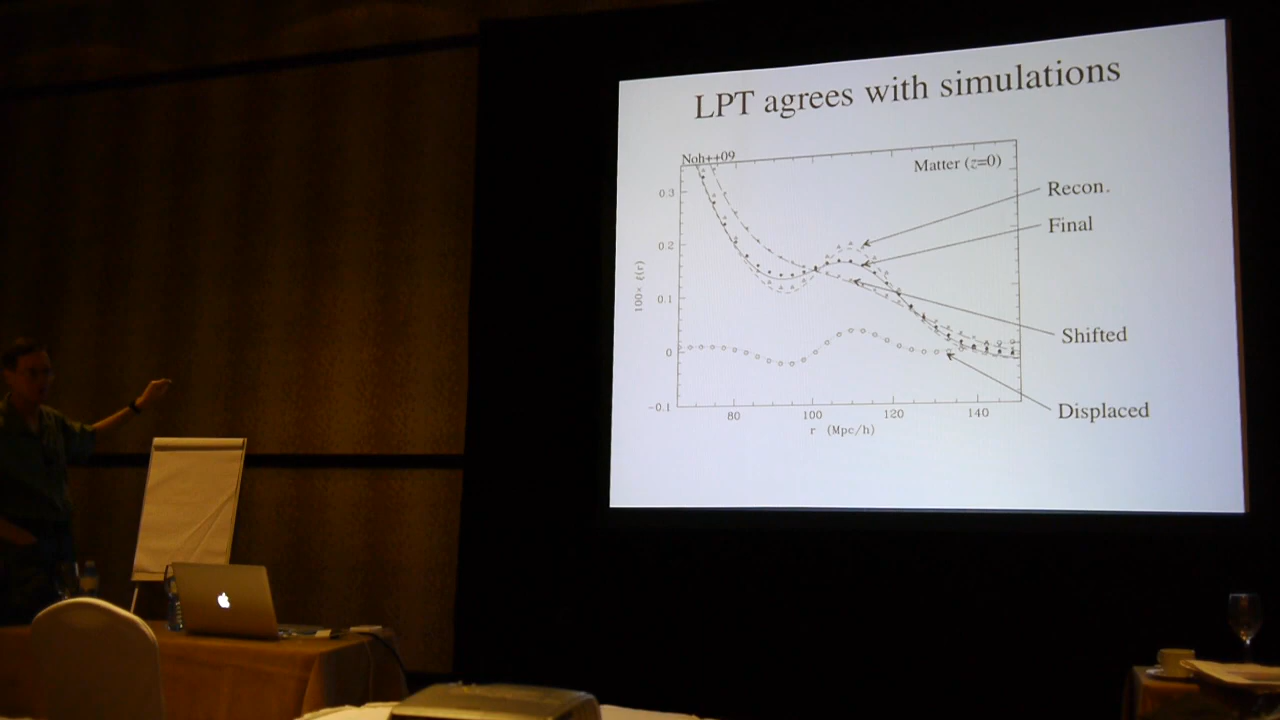 LPT agrees with simulations
Noh++09
Matter (z=0)
Recon.
Final
Shifted
Displaced
0.3
0.2
0.1
0
-0.1
100× ξ(r)
80 100 120 140
r (Mpc/h)